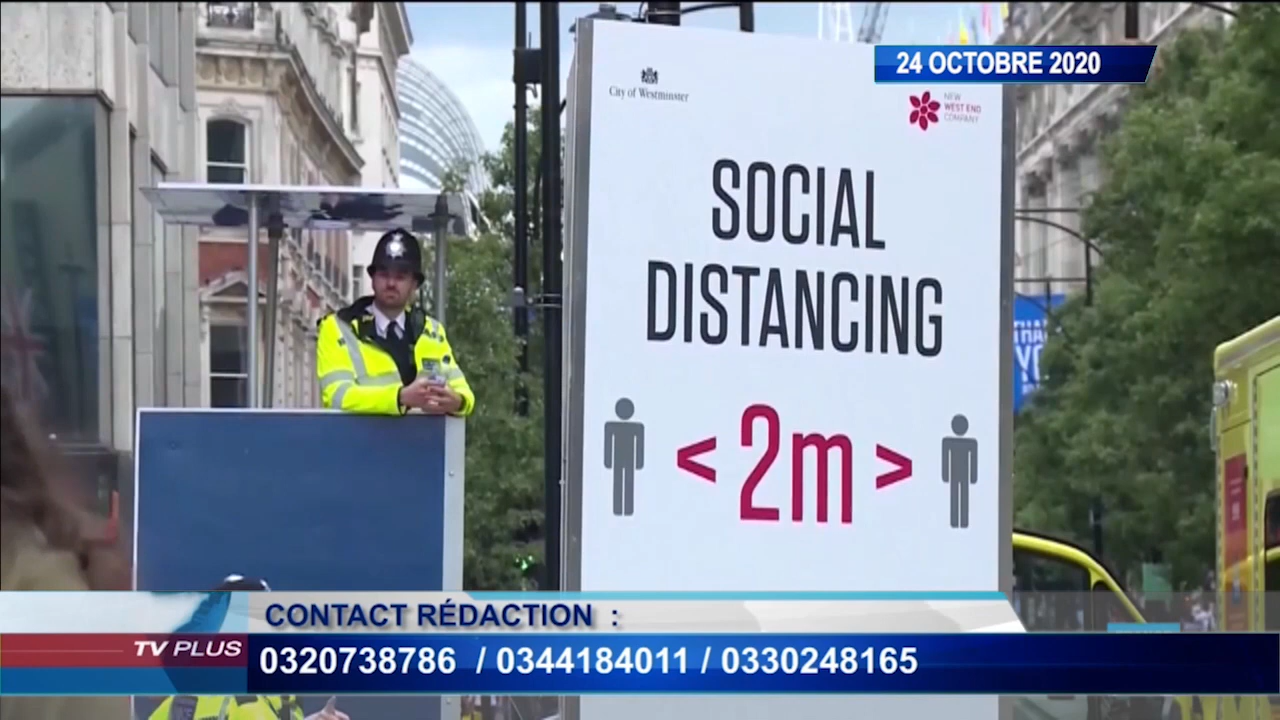 24 OCTOBRE 2020
City of Westminster
NEW
WEST END
COMPANY
SOCIAL
DISTANCING
< 2m >
CONTACT RÉDACTION :
TV PLUS
0320738786 / 0344184011 / 0330248165